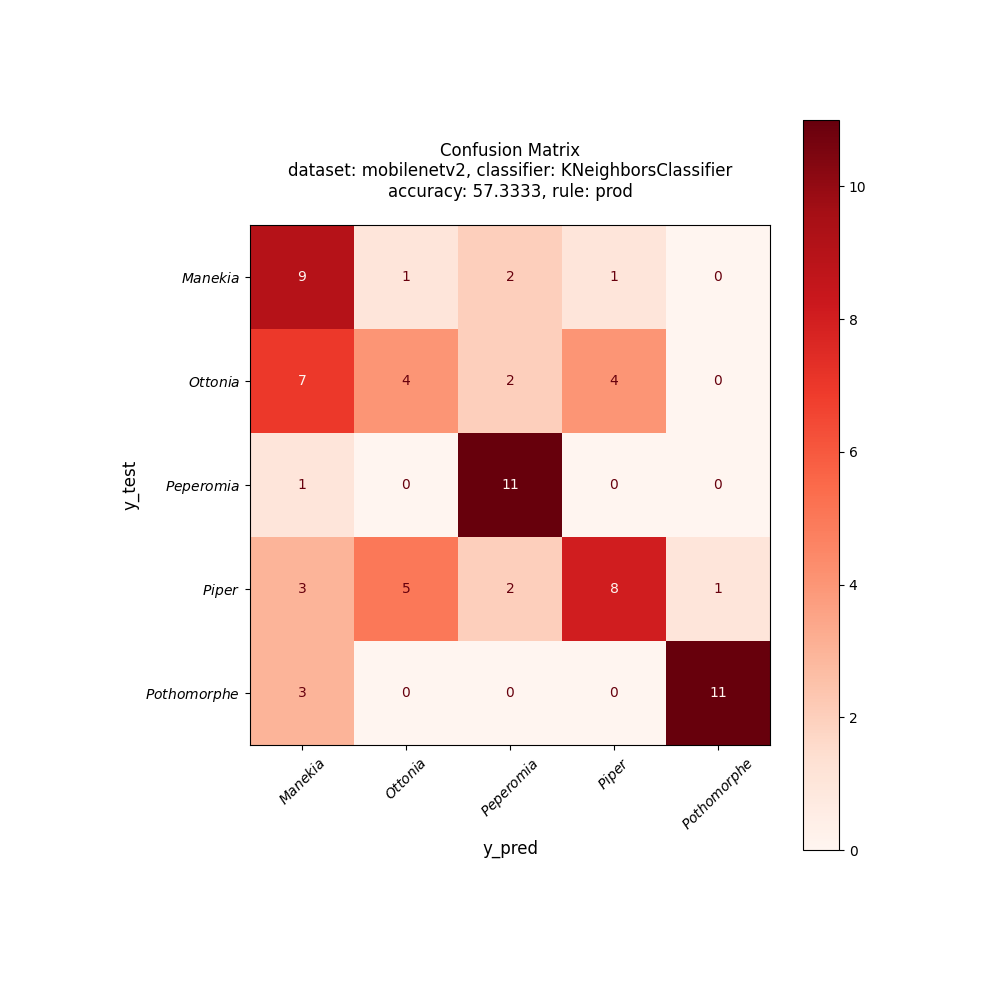 Confusion Matrix
dataset: mobilenetv2, classifier: KNeighborsClassifier
accuracy: 57.3333, rule: prod
y_test
Manekia 9 1 2 1 0
Ottonia 7 4 2 4 0
Peperomia 1 0 11 0 0
Piper 3 5 2 8 1
Pothomorphe 3 0 0 0 11
Manekia Ottonia Peperomia Piper Pothomorphe
y_pred
10
8
6
4
2
0